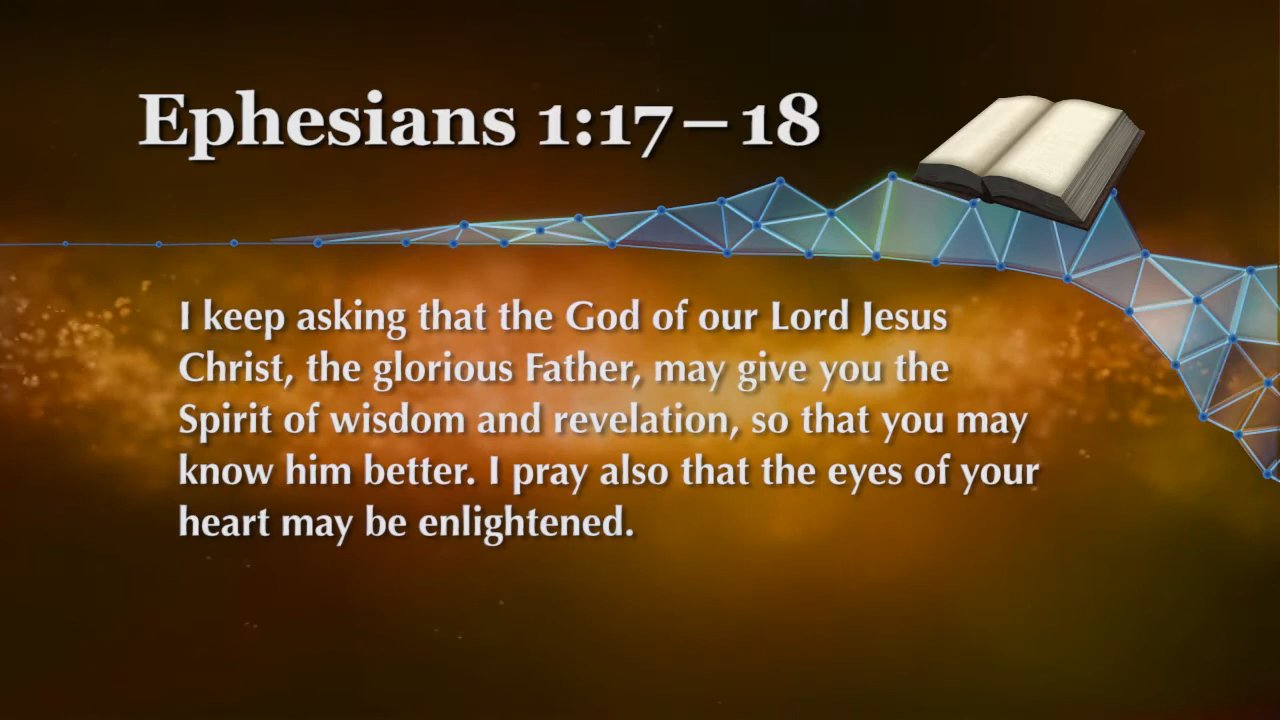 Ephesians 1:17–18
I keep asking that the God of our Lord Jesus
Christ, the glorious Father, may give you the
Spirit of wisdom and revelation, so that you may
know him better. I pray also that the eyes of your
heart may be enlightened.